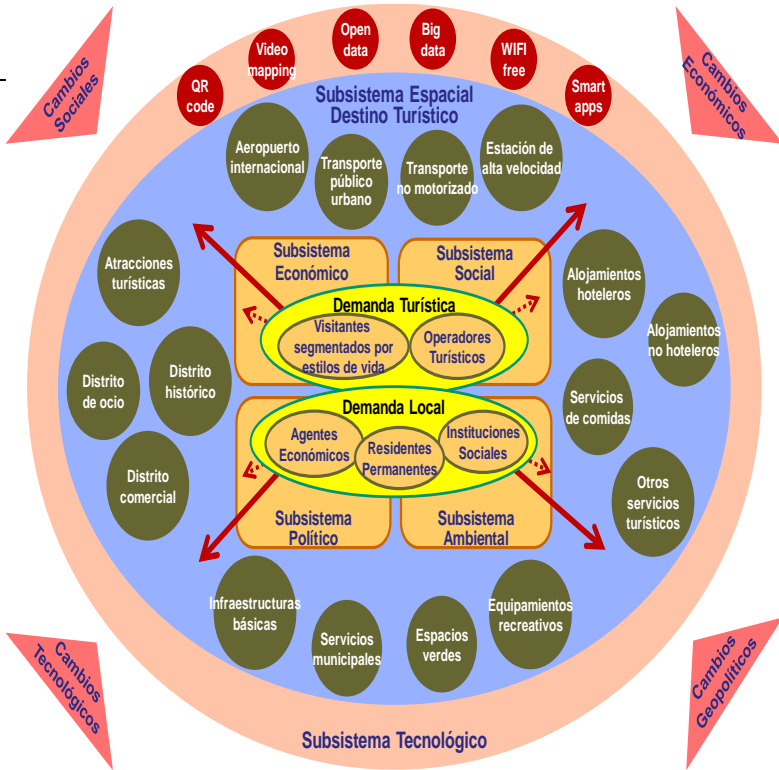 Cambios
Sociales
QR
code
Video
mapping
Open
data
Big
data
WIFI
free
Smart
apps
Cambios
Económicos
Subsistema Espacial
Destino Turístico
Aeropuerto
internacional
Transporte
público
urbano
Transporte
no motorizado
Estación de
alta velocidad
Atracciones
turísticas
Subsistema
Económico
Subsistema
Social
Alojamientos
hoteleros
Alojamientos
no hoteleros
Demanda Turística
Visitantes
segmentados por
estilos de vida
Operadores
Turísticos
Distrito
de ocio
Distrito
histórico
Servicios
de comidas
Demanda Local
Agentes
Económicos
Residentes
Permanentes
Instituciones
Sociales
Distrito
comercial
Otros
servicios
turísticos
Subsistema
Político
Subsistema
Ambiental
Infraestructuras
básicas
Servicios
municipales
Espacios
verdes
Equipamientos
recreativos
Cambios
Tecnológicos
Cambios
Geopolíticos
Subsistema Tecnológico